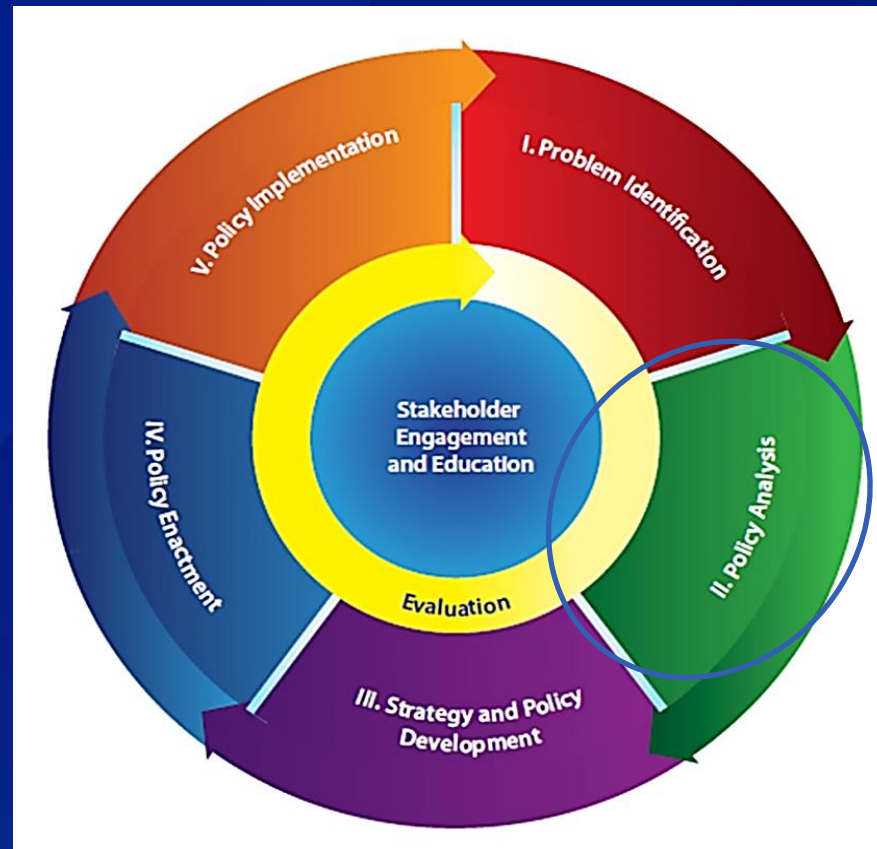 I. Problem Identification
II. Policy Analysis
III. Strategy and Policy
Development
IV. Policy Enactment
V. Policy Implementation
Stakeholder
Engagement
and Education
Evaluation